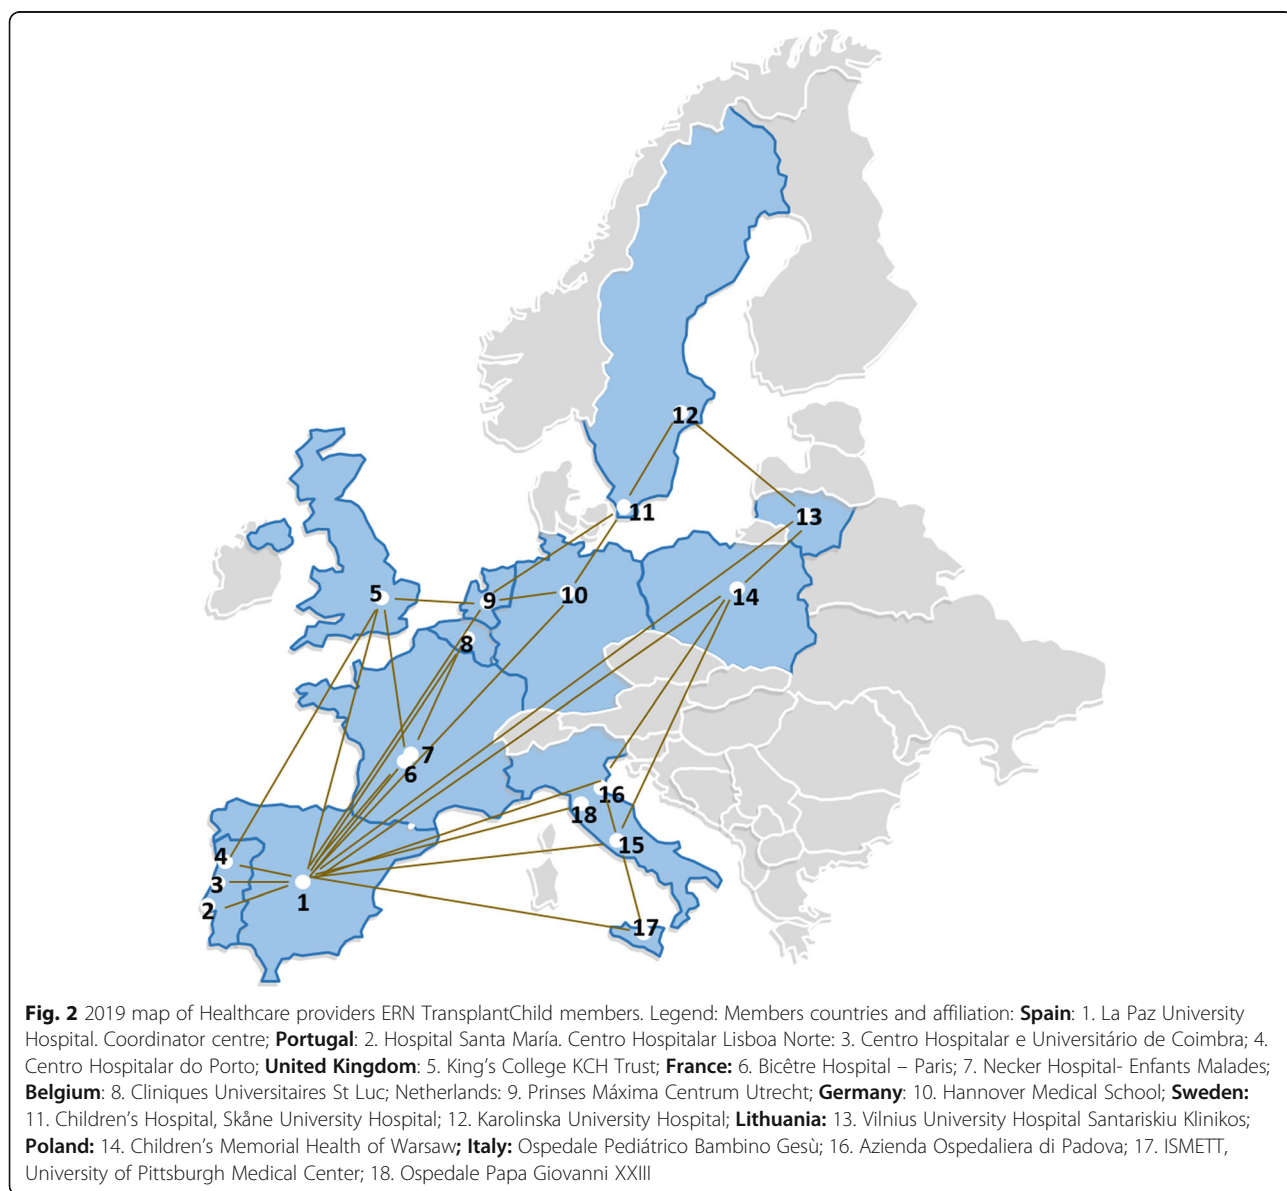 12
11
13
5
9
10
14
8
7
6
16
18
4
15
3
1
2
17
Fig. 2 2019 map of Healthcare providers ERN TransplantChild members. Legend: Members countries and affiliation: Spain: 1. La Paz University
Hospital. Coordinator centre; Portugal: 2. Hospital Santa María. Centro Hospitalar Lisboa Norte: 3. Centro Hospitalar e Universitário de Coimbra; 4.
Centro Hospitalar do Porto; United Kingdom: 5. King's College KCH Trust; France: 6. Bicêtre Hospital – Paris; 7. Necker Hospital- Enfants Malades;
Belgium: 8. Cliniques Universitaires St Luc; Netherlands: 9. Prinses Máxima Centrum Utrecht; Germany: 10. Hannover Medical School; Sweden:
11. Children's Hospital, Skåne University Hospital; 12. Karolinska University Hospital; Lithuania: 13. Vilnius University Hospital Santariskiu Klinikos;
Poland: 14. Children's Memorial Health of Warsaw; Italy: Ospedale Pediátrico Bambino Gesù; 16. Azienda Ospedaliera di Padova; 17. ISMETT,
University of Pittsburgh Medical Center; 18. Ospedale Papa Giovanni XXIII